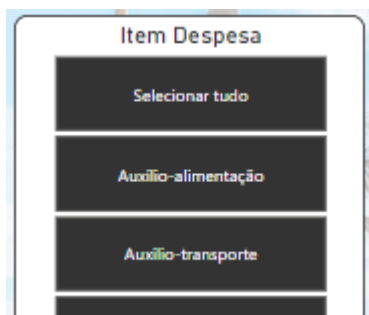 Item Despesa
Selecionar tudo
Auxílio-alimentação
Auxílio-transporte